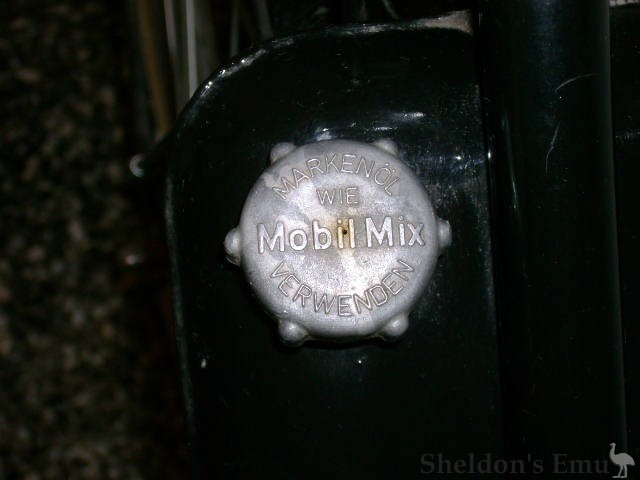 MARKENÖL
WIE
Mobil Mix
VERWENDEN
Sheldon's Emu